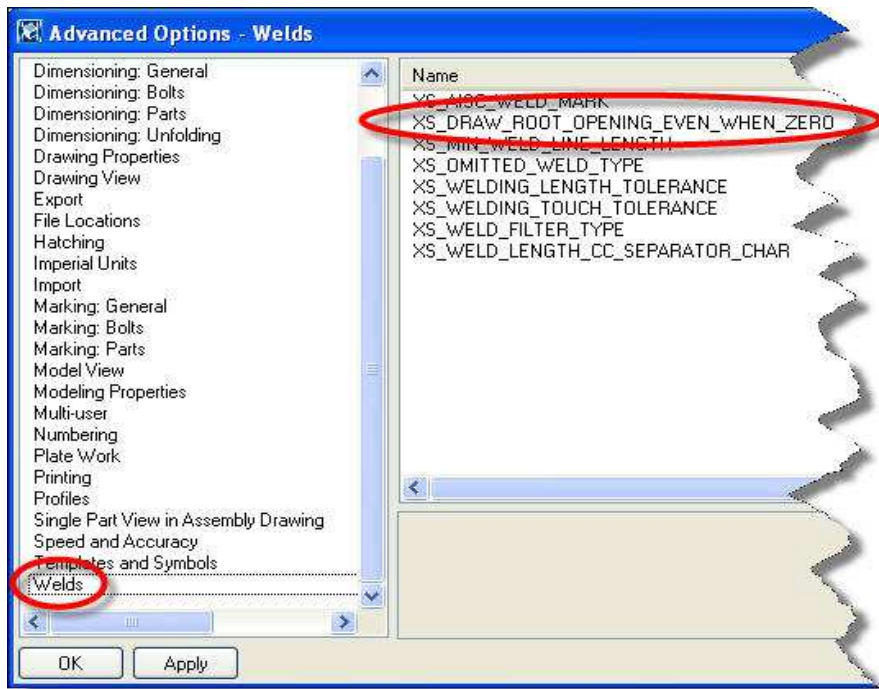 Advanced Options - Welds
Dimensioning: General
Dimensioning: Bolts
Dimensioning: Parts
Dimensioning: Unfolding
Drawing Properties
Drawing View
Export
File Locations
Hatching
Imperial Units
Import
Marking: General
Marking: Bolts
Marking: Parts
Model View
Modeling Properties
Multi-user
Numbering
Plate Work
Printing
Profiles
Single Part View in Assembly Drawing
Speed and Accuracy
Templates and Symbols
Welds
Name
XS_AISC_WELD_MARK
XS_DRAW_ROOT_OPENING_EVEN_WHEN_ZERO
XS_MIN_WELD_LINE_LENGTH
XS_OMITTED_WELD_TYPE
XS_WELDING_LENGTH_TOLERANCE
XS_WELDING_TOUCH_TOLERANCE
XS_WELD_FILTER_TYPE
XS_WELD_LENGTH_CC_SEPARATOR_CHAR
OK
Apply